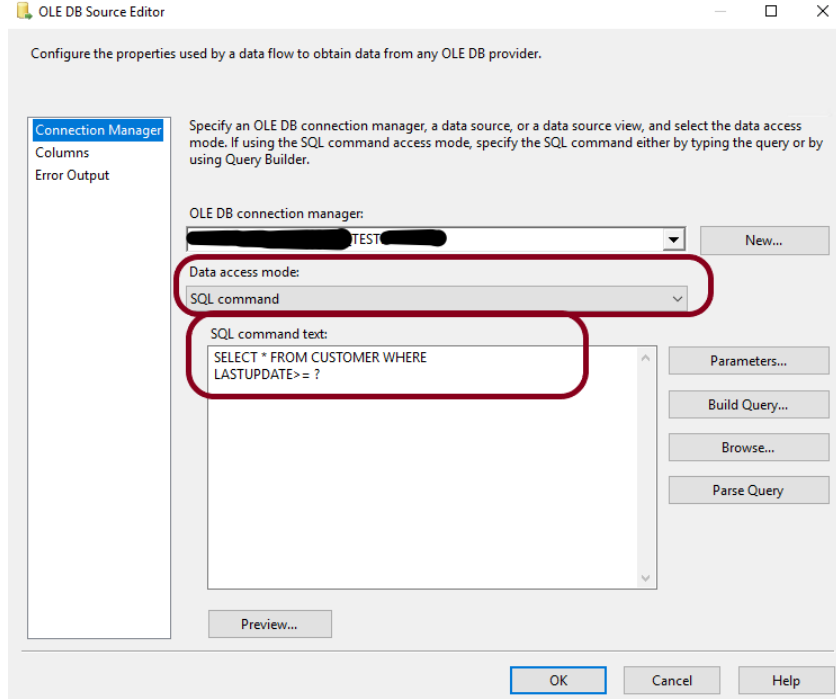 OLE DB Source Editor
Configure the properties used by a data flow to obtain data from any OLE DB provider.
Connection Manager
Columns
Error Output
Specify an OLE DB connection manager, a data source, or a data source view, and select the data access
mode. If using the SQL command access mode, specify the SQL command either by typing the query or by
using Query Builder.
OLE DB connection manager:
TEST
New...
Data access mode:
SQL command
SQL command text:
SELECT * FROM CUSTOMER WHERE
LASTUPDATE>= ?
Parameters...
Build Query...
Browse...
Parse Query
Preview...
OK
Cancel
Help